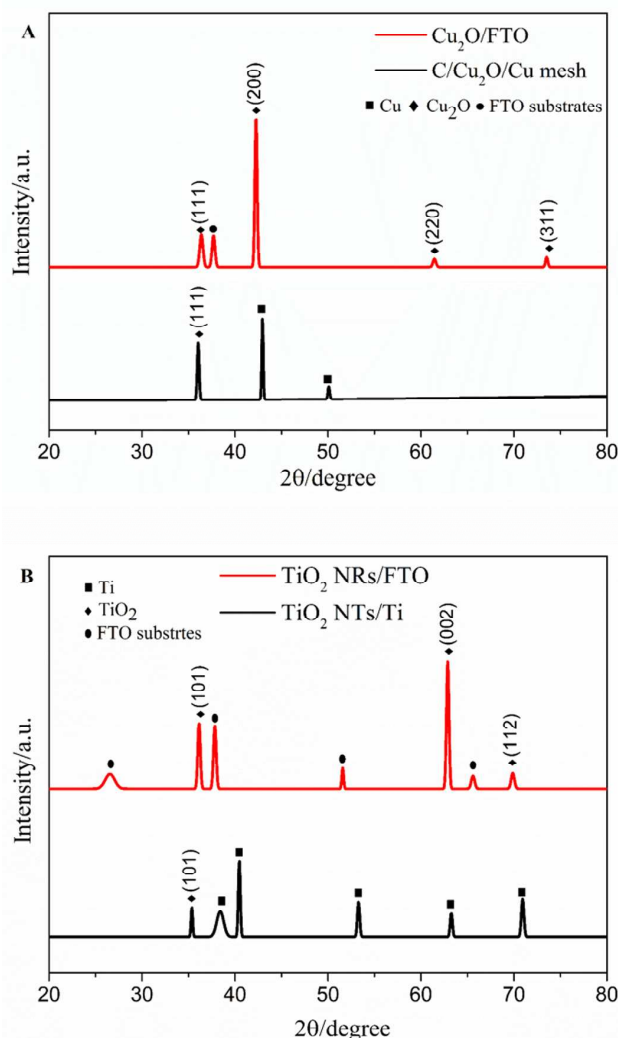 A
Cu₂O/FTO
C/Cu₂O/Cu mesh
■ Cu ◆ Cu₂O ● FTO substrates
(200)
(111)
(220)
(311)
(111)
Intensity/a.u.
20 30 40 50 60 70 80
2θ/degree
B
■ Ti
◆ TiO₂
● FTO substrtes
TiO₂ NRs/FTO
TiO₂ NTs/Ti
(002)
(101)
(112)
(101)
Intensity/a.u.
20 30 40 50 60 70 80
2θ/degree